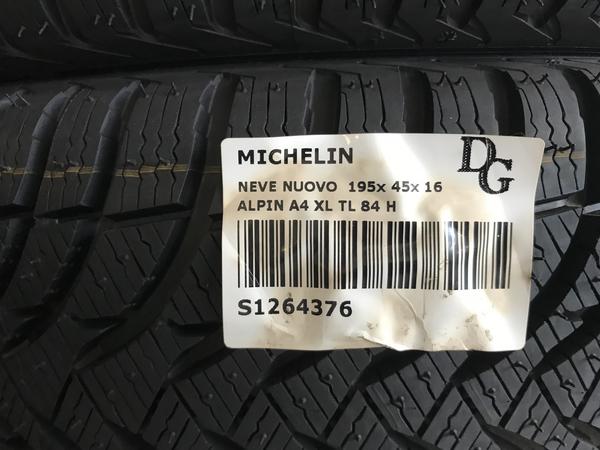 MICHELIN
DG
NEVE NUOVO 195x 45x 16
ALPIN A4 XL TL 84 H
S1264376